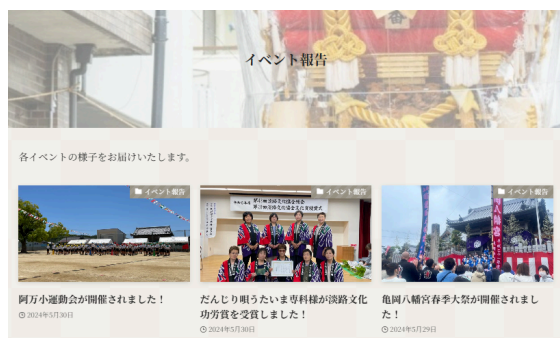 イベント報告
各イベントの様子をお届けいたします。
イベント報告
イベント報告
イベント報告
阿万小運動会が開催されました！
2024年5月30日
だんじり唄うたいま専科様が淡路文化
功労賞を受賞しました！
2024年5月30日
亀岡八幡宮春季大祭が開催されまし
た！
2024年5月29日